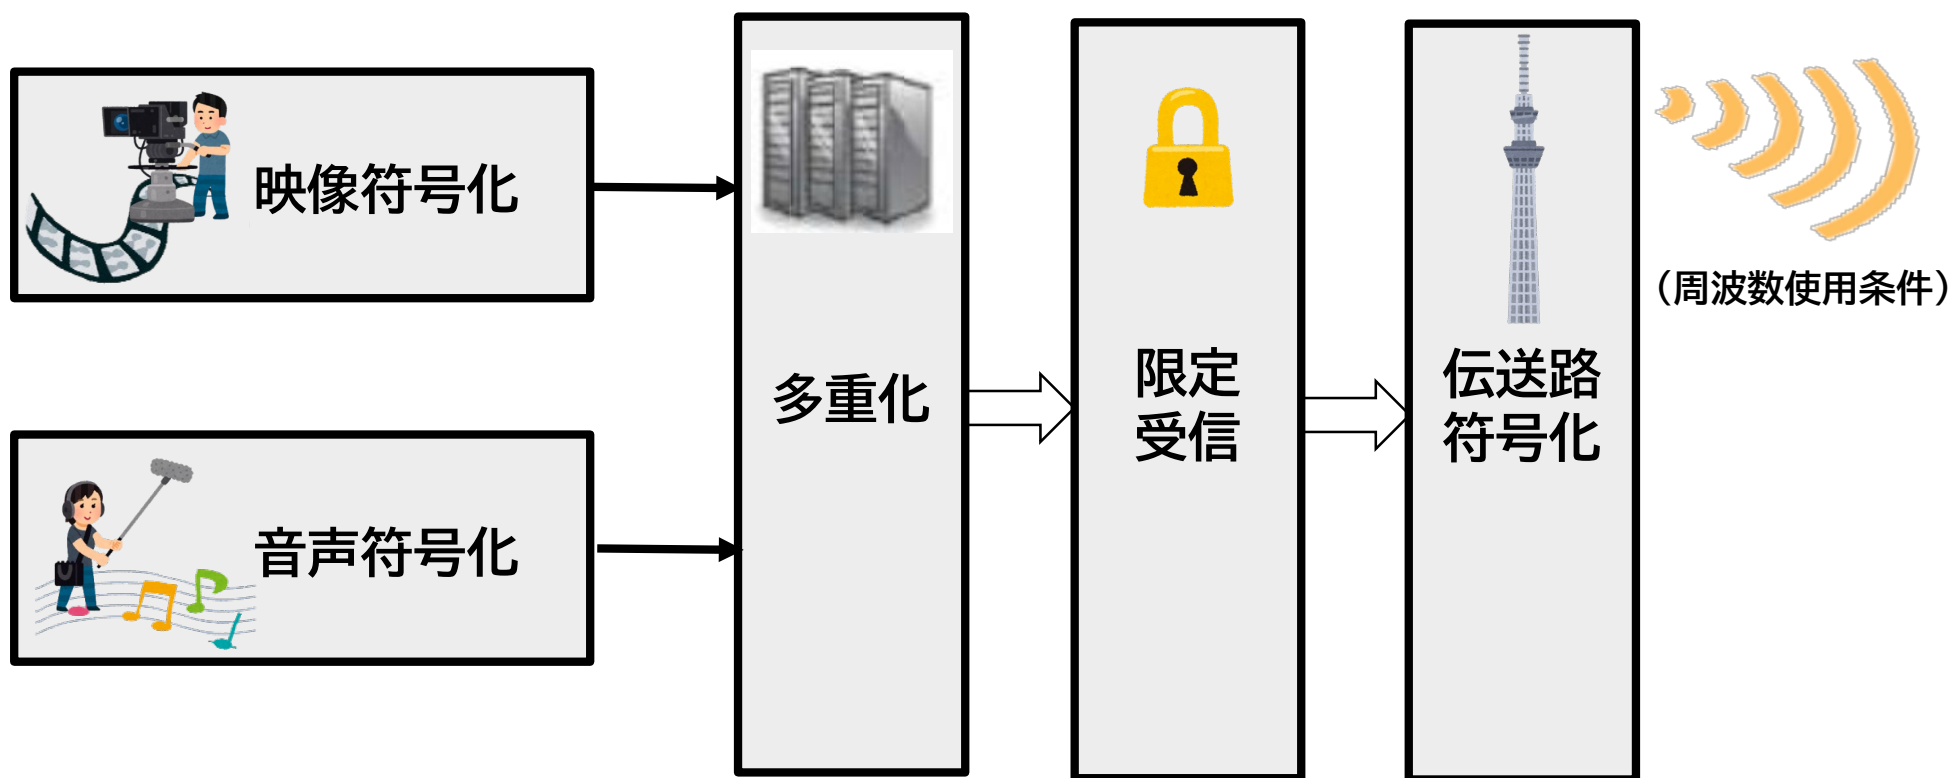 映像符号化
音声符号化
多重化
限定
受信
伝送路
符号化
（周波数使用条件）